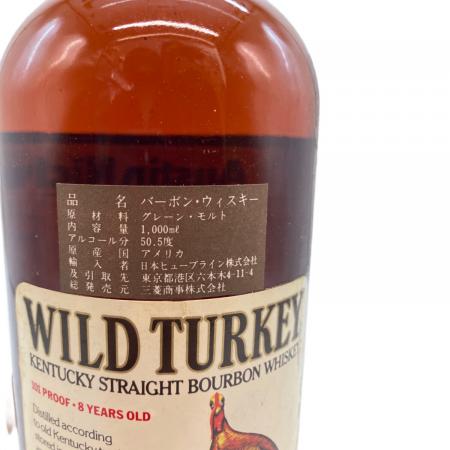 品名 バーボン・ウィスキー
原材料 グレーン・モルト
内容量 1,000mℓ
アルコール分 50.5度
原産国 アメリカ
輸入者 日本ヒューブライン株式会社
及引取先 東京都港区六本木4-11-4
総発売元 三菱商事株式会社
WILD TURKEY
KENTUCKY STRAIGHT BOURBON WHISKEY
101 PROOF • 8 YEARS OLD
Distilled according
to old Kentucky
stored in